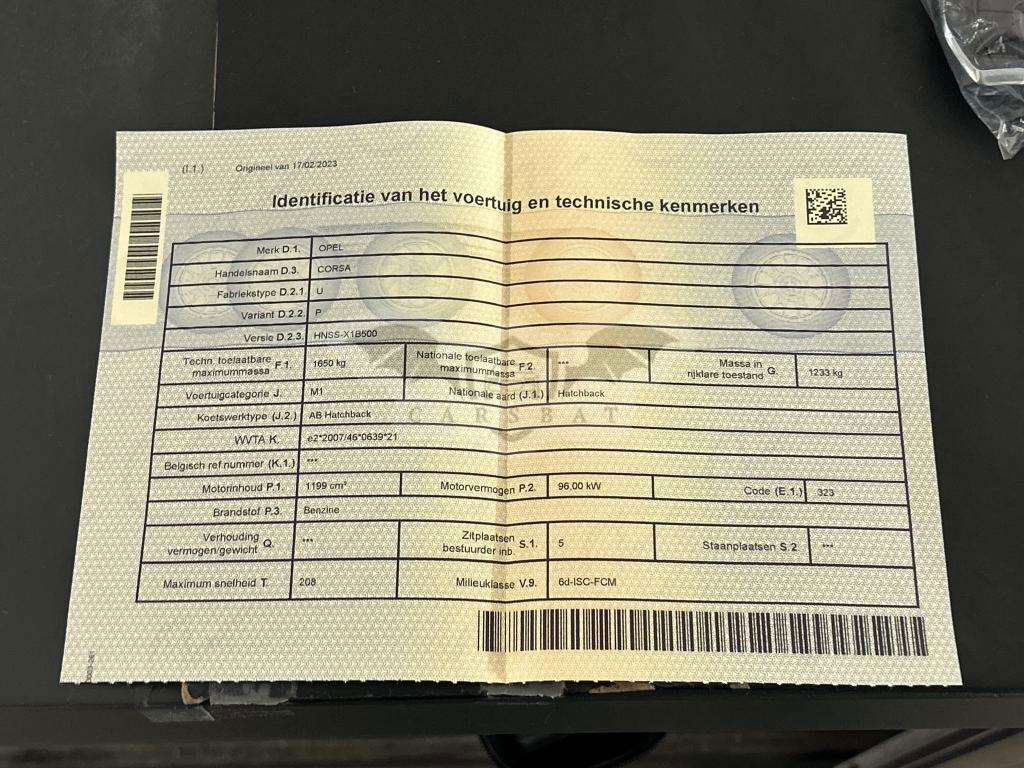 (I.1.) Origineel van 17/02/2023
Identificatie van het voertuig en technische kenmerken
Merk D.1. OPEL
Handelsnaam D.3. CORSA
Fabriekstype D.2.1. U
Variant D.2.2. P
Versie D.2.3. HNSS-X1B500
Techn. toelaatbare maximummassa F.1. 1650 kg Nationale toelaatbare maximummassa F.2. *** Massa in rijklare toestand G. 1233 kg
Voertuigcategorie J. M1 Nationale aard (J.1.) Hatchback
Koetswerktype (J.2.) AB Hatchback
CARSBAT
WVTA K. e2*2007/46*0639*21
Belgisch ref nummer (K.1.) ***
Motorinhoud P.1. 1199 cm³ Motorvermogen P.2. 96,00 kW Code (E.1.) 323
Brandstof P.3. Benzine
Verhouding vermogen/gewicht Q. *** Zitplaatsen bestuurder inb. S.1. 5 Staanplaatsen S.2 ***
Maximum snelheid T. 208 Milieuklasse V.9. 6d-ISC-FCM